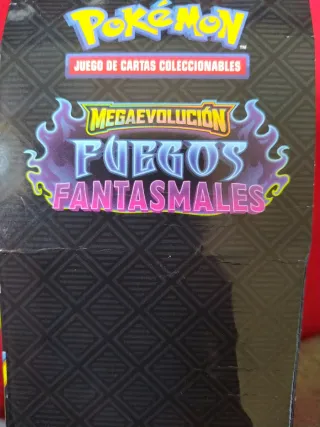 POKéMON
JUEGO DE CARTAS COLECCIONABLES
MEGAEVOLUCIÓN
FUEGOS
FANTASMALES